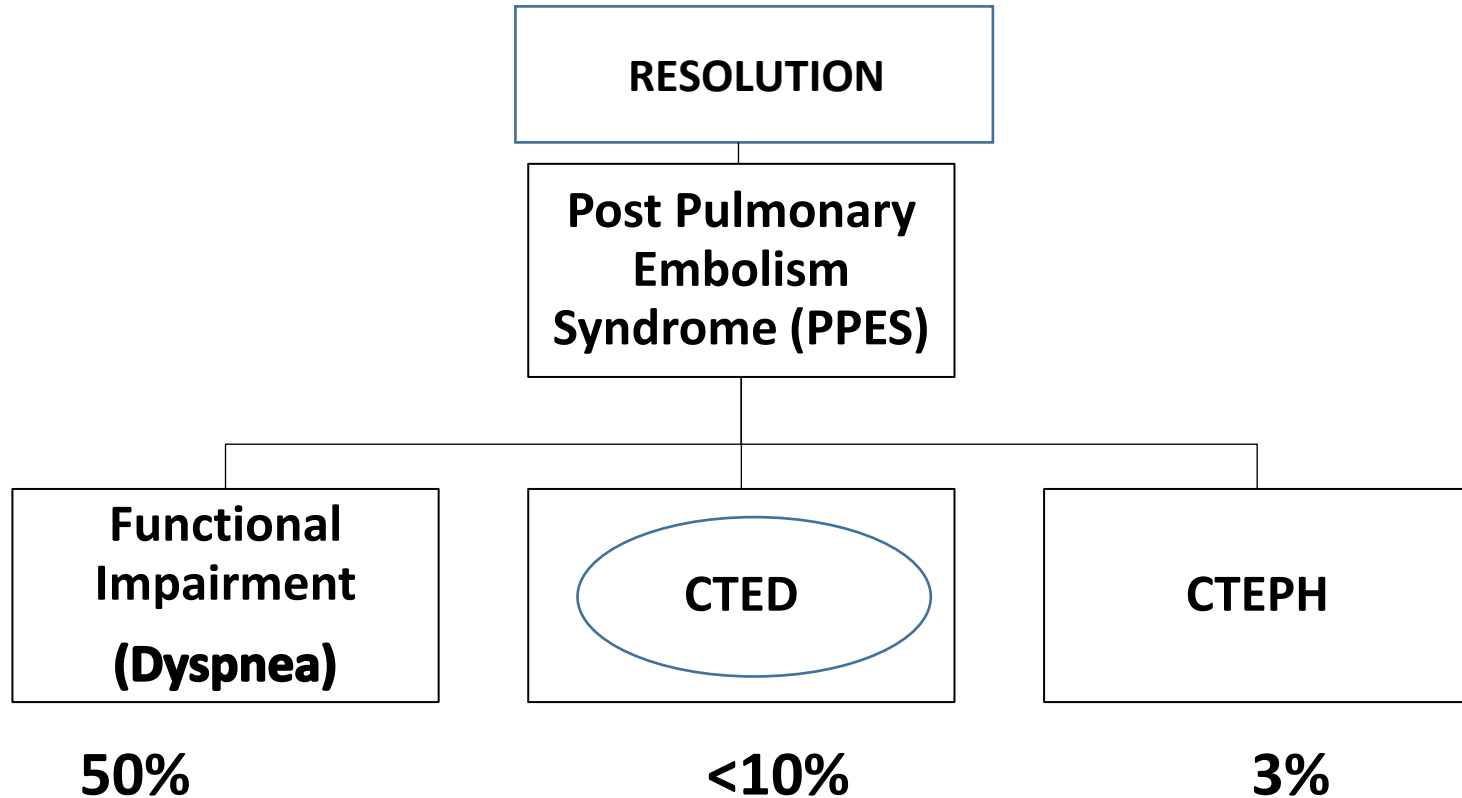 RESOLUTION
Post Pulmonary
Embolism
Syndrome (PPES)
Functional
Impairment
(Dyspnea)
CTED
CTEPH
50%
<10%
3%